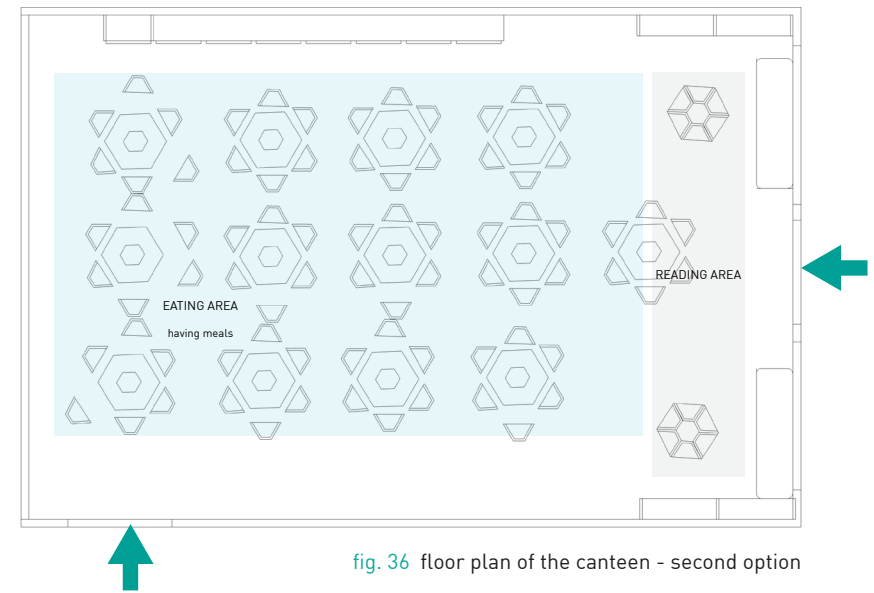 READING AREA
EATING AREA
having meals
fig. 36 floor plan of the canteen - second option